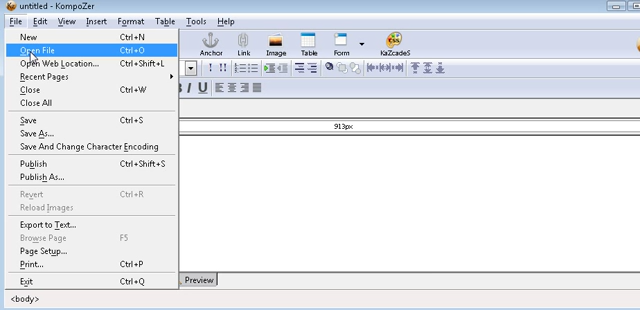 untitled - KompoZer
File Edit View Insert Format Table Tools Help
New Ctrl+N
Open File Ctrl+O
Open Web Location... Ctrl+Shift+L
Recent Pages
Close Ctrl+W
Close All
Save Ctrl+S
Save As...
Save And Change Character Encoding
Publish Ctrl+Shift+S
Publish As...
Revert Ctrl+R
Reload Images
Export to Text...
Browse Page F5
Page Setup...
Print... Ctrl+P
Exit Ctrl+Q
Anchor Link Image Table Form KaZcadeS
css
! !!
B I U
913px
Preview
<body>